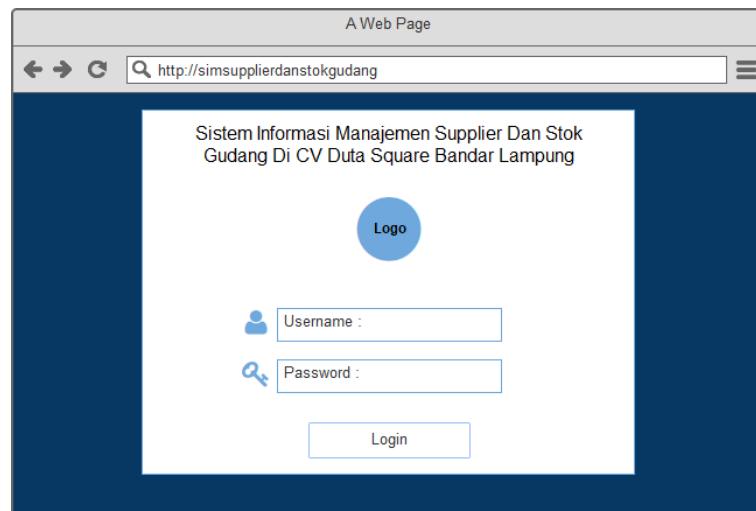 A Web Page
http://simsupplierdanstokgudang
Sistem Informasi Manajemen Supplier Dan Stok
Gudang Di CV Duta Square Bandar Lampung
Logo
Username :
Password :
Login